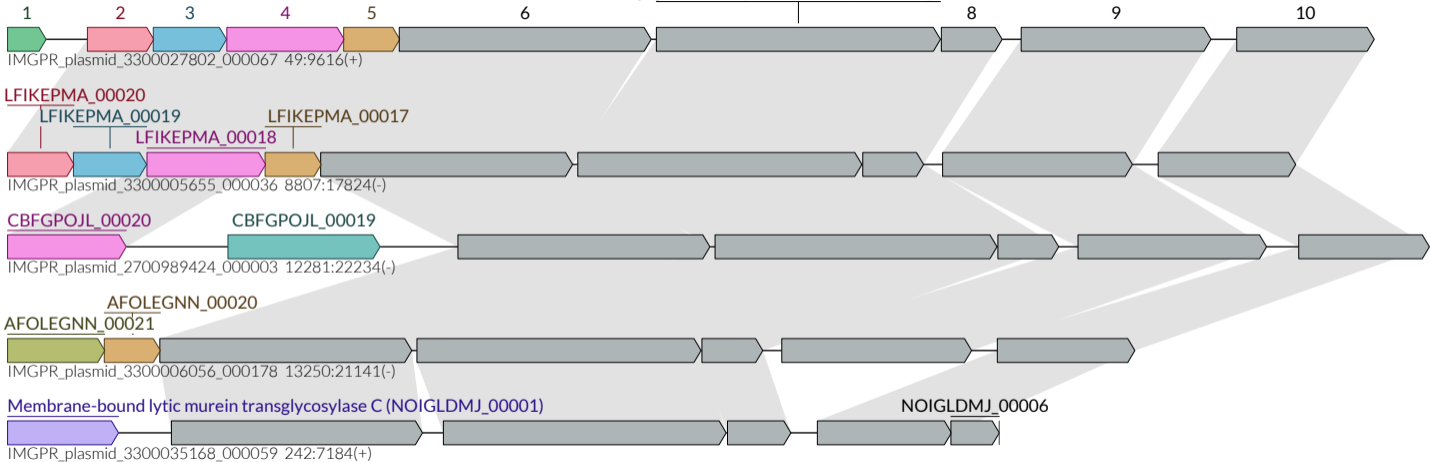 1 2 3 4 5 6 8 9 10
IMGPR_plasmid_3300027802_000067 49:9616(+)
LFIKEPMA_00020
LFIKEPMA_00019 LFIKEPMA_00017
LFIKEPMA_00018
IMGPR_plasmid_3300005655_000036 8807:17824(-)
CBFGPOJL_00020 CBFGPOJL_00019
IMGPR_plasmid_2700989424_000003 12281:22234(-)
AFOLEGNN_00020
AFOLEGNN_00021
IMGPR_plasmid_3300006056_000178 13250:21141(-)
Membrane-bound lytic murein transglycosylase C (NOIGLDMJ_00001) NOIGLDMJ_00006
IMGPR_plasmid_3300035168_000059 242:7184(+)